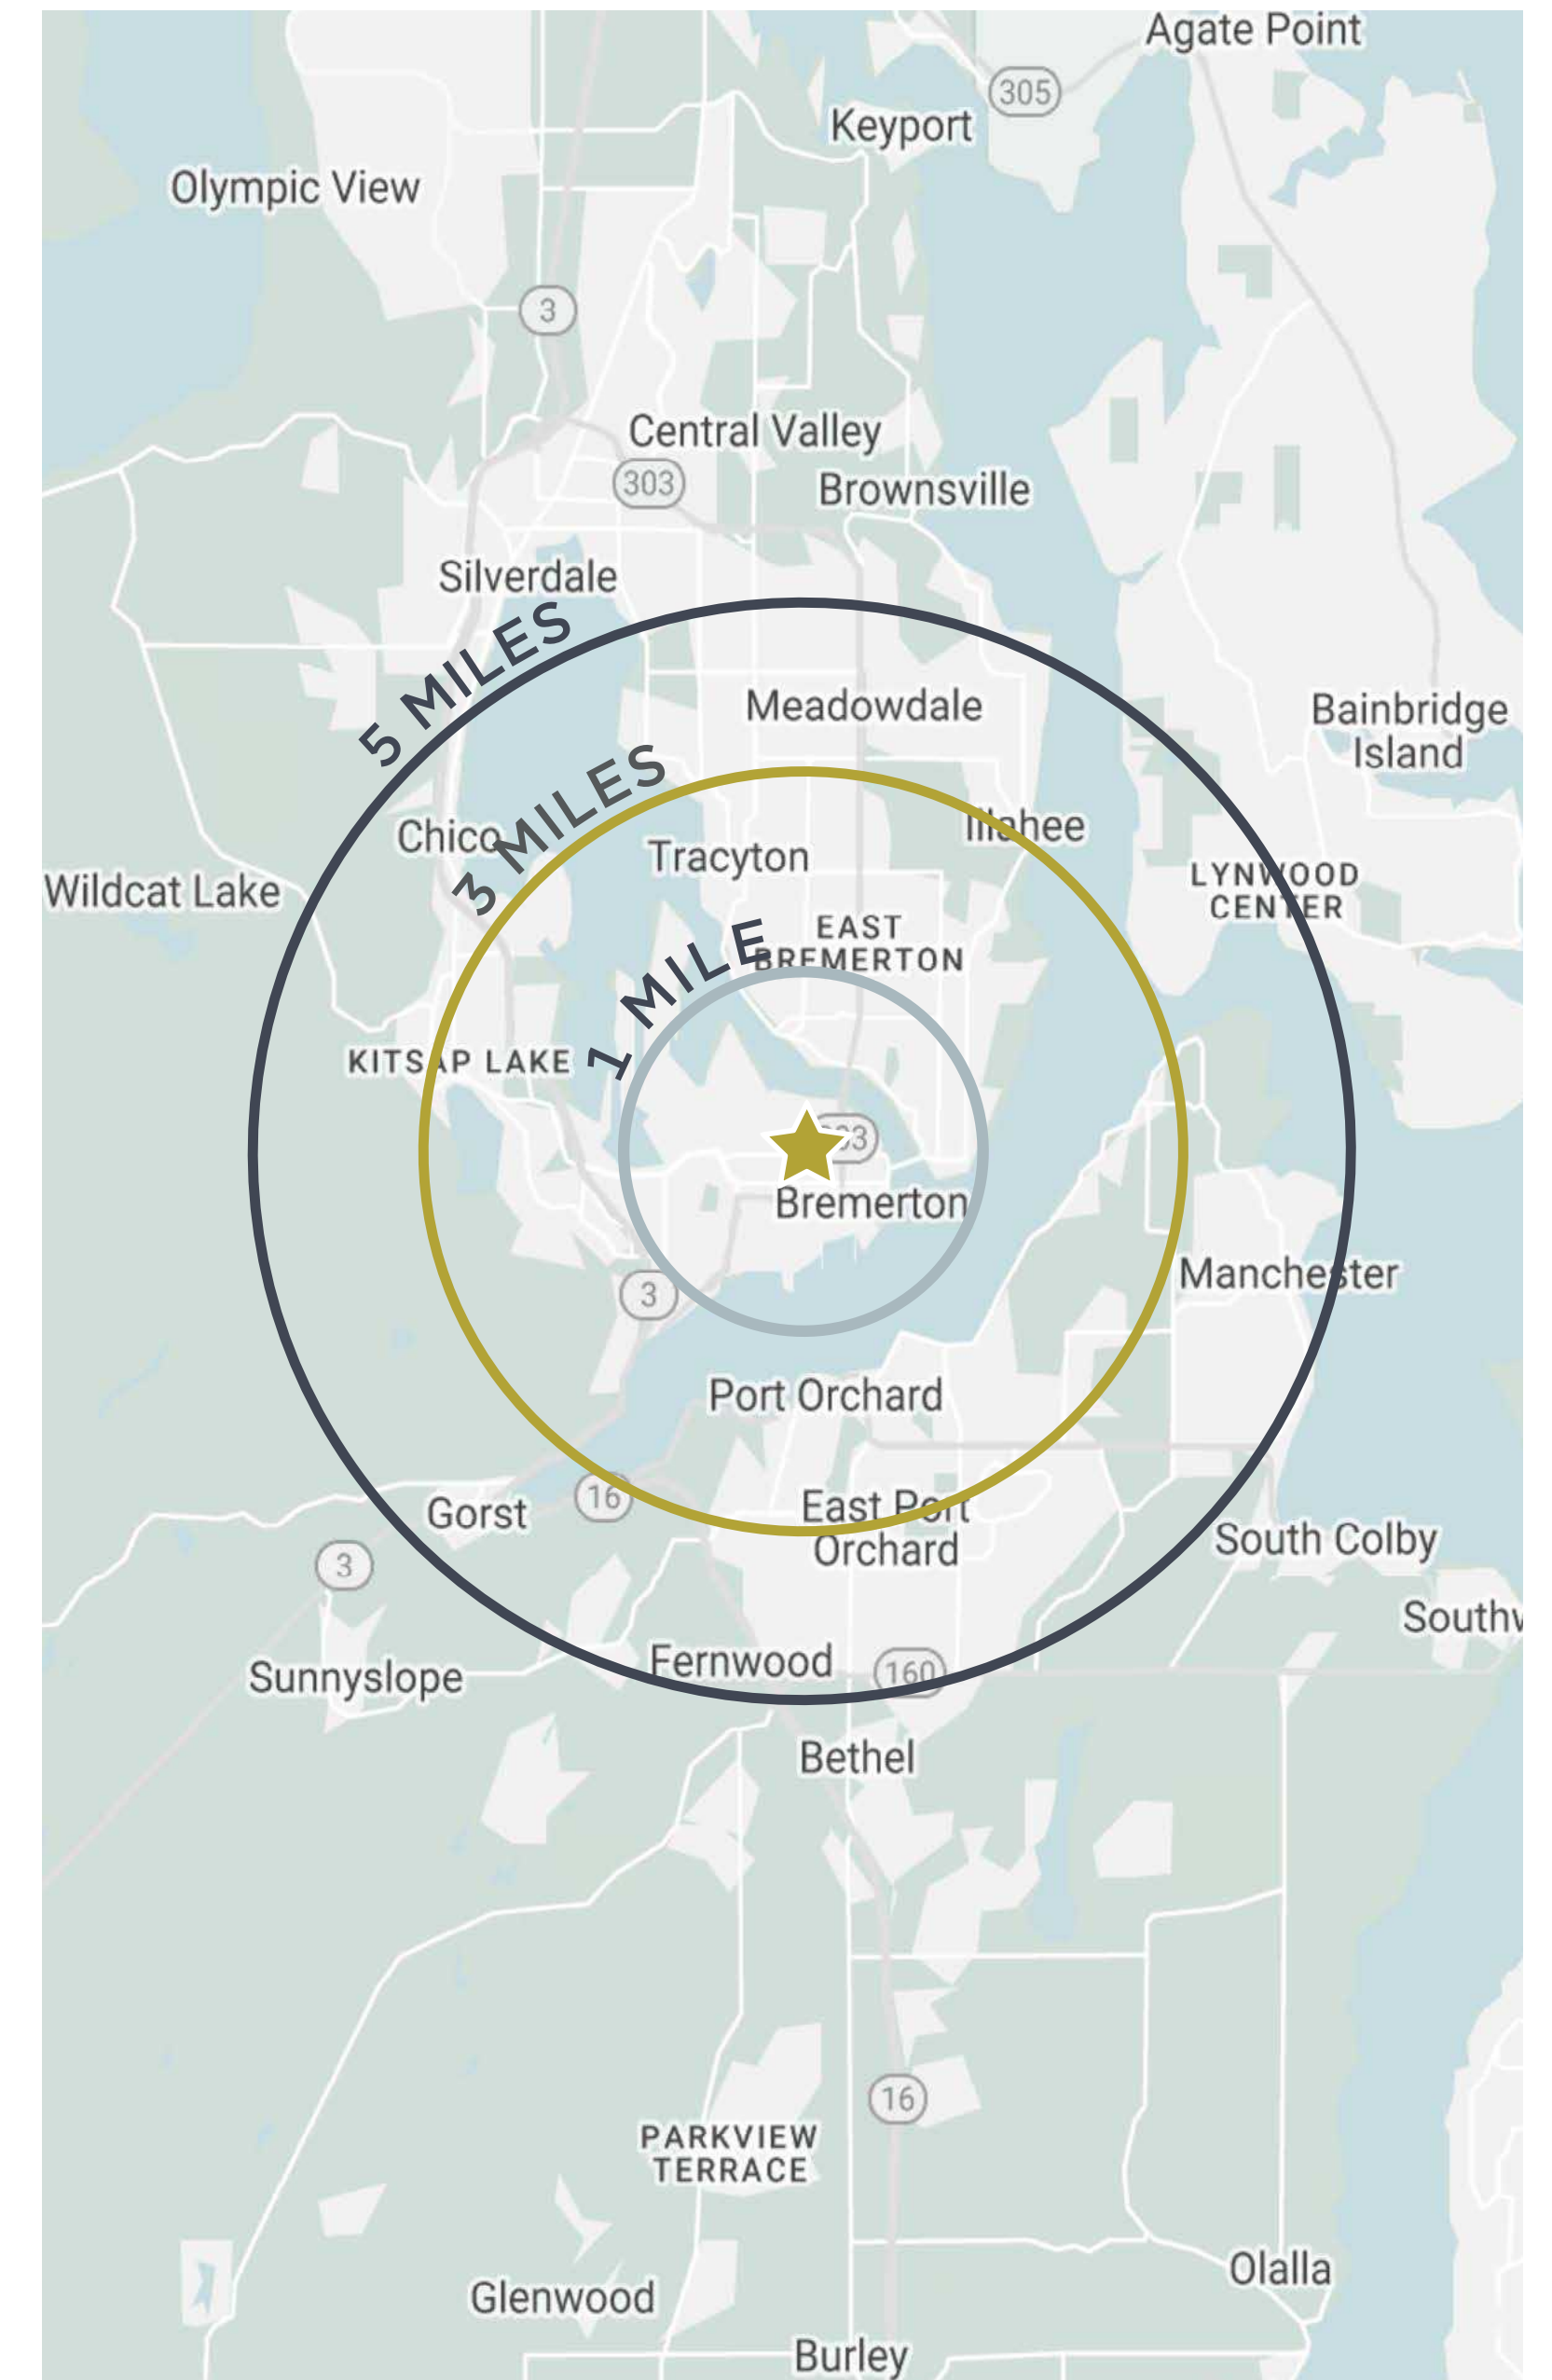 Agate Point
305
Keyport
Olympic View
3
Central Valley
303
Brownsville
Silverdale
5 MILES
Meadowdale
Bainbridge
Island
3 MILES
Illahee
Chico
Tracyton
LYNWOOD
CENTER
Wildcat Lake
1 MILE
EAST
BREMERTON
KITSAP LAKE
Bremerton
Manchester
3
Port Orchard
16
East Port
Orchard
Gorst
South Colby
3
Southw
Fernwood
160
Sunnyslope
Bethel
16
PARKVIEW
TERRACE
Olalla
Glenwood
Burley